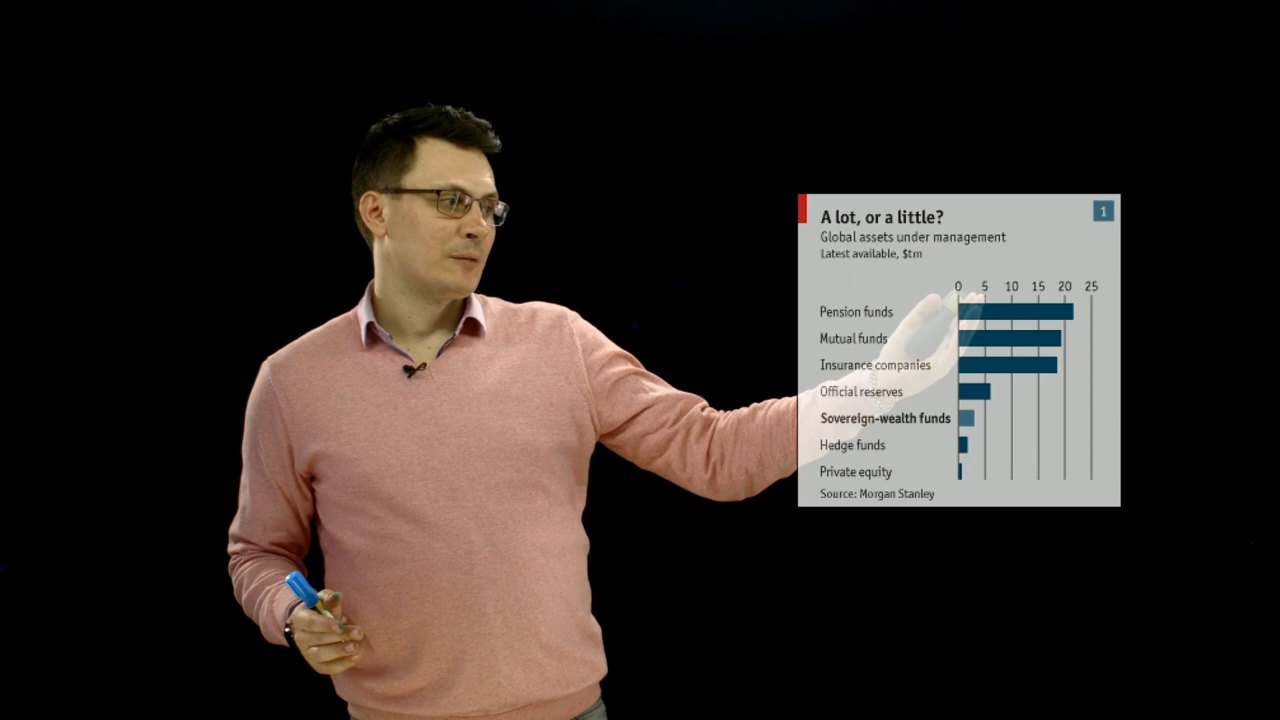 A lot, or a little?
1
Global assets under management
Latest available, $trn
0 5 10 15 20 25
Pension funds
Mutual funds
Insurance companies
Official reserves
Sovereign-wealth funds
Hedge funds
Private equity
Source: Morgan Stanley